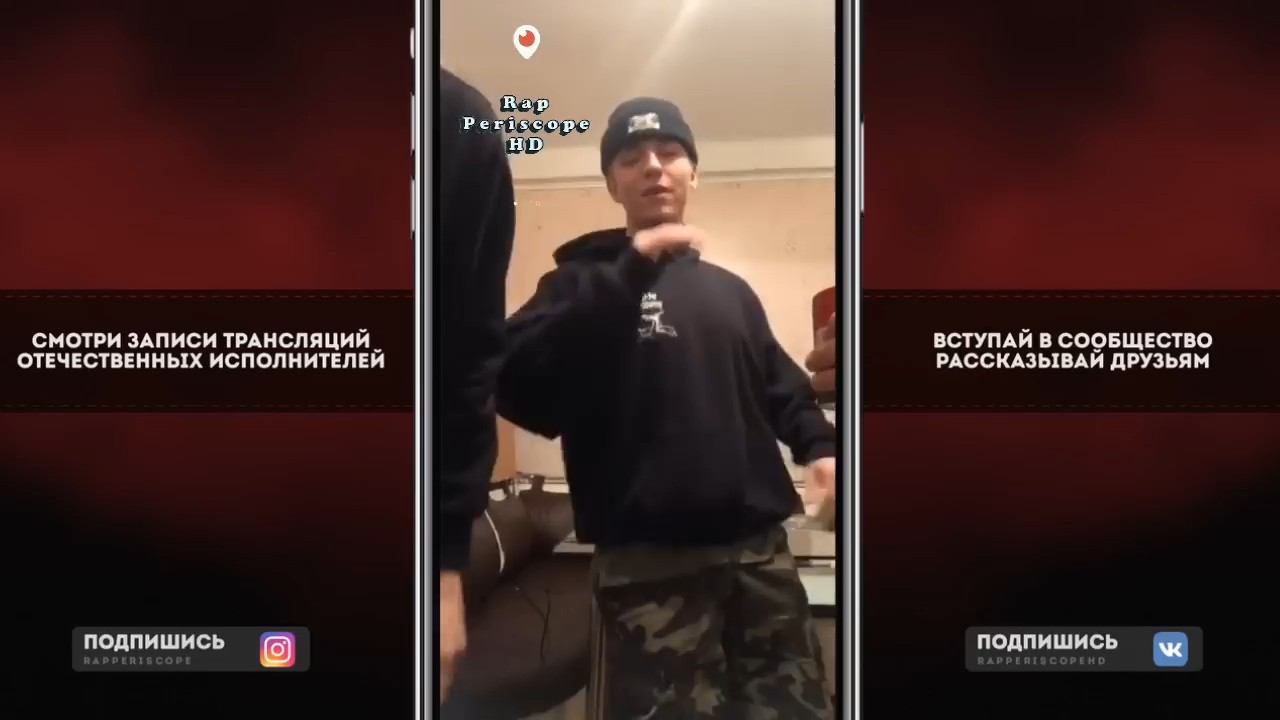 Rap
Periscope
HD
СМОТРИ ЗАПИСИ ТРАНСЛЯЦИЙ
ОТЕЧЕСТВЕННЫХ ИСПОЛНИТЕЛЕЙ
ВСТУПАЙ В СООБЩЕСТВО
РАССКАЗЫВАЙ ДРУЗЬЯМ
ПОДПИШИСЬ
RAPPERISCOPE
ПОДПИШИСЬ
RAPPERISCOPEHD